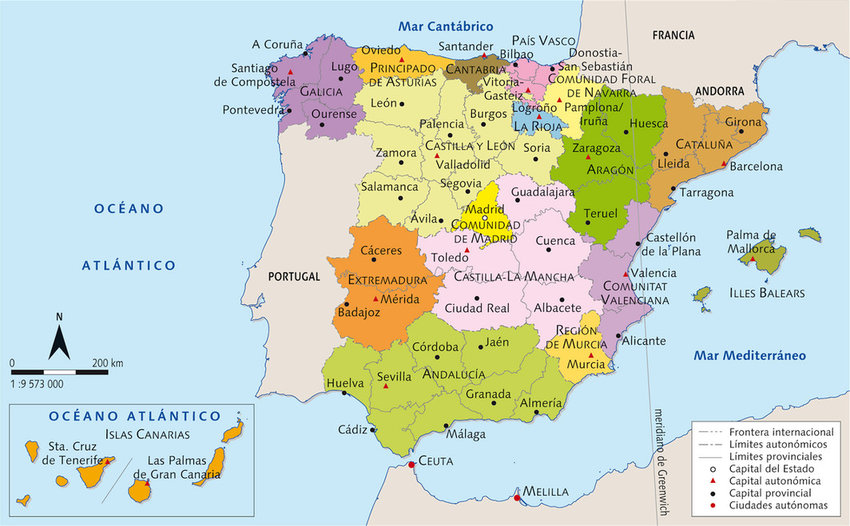 Mar Cantábrico
FRANCIA
A Coruña
Oviedo
Santander
PAÍS VASCO
Bilbao
Donostia-
San Sebastián
Santiago
de Compostela
Lugo
PRINCIPADO
DE ASTURIAS
CANTABRIA
Vitoria-
Gasteiz
COMUNIDAD FORAL
DE NAVARRA
ANDORRA
GALICIA
León
Burgos
Logroño
Pamplona/
Iruña
Pontevedra
Ourense
Palencia
LA RIOJA
Huesca
Girona
CATALUÑA
Zamora
CASTILLA Y LEÓN
Valladolid
Soria
Zaragoza
ARAGÓN
Lleida
Barcelona
Salamanca
Segovia
Guadalajara
Tarragona
OCÉANO
ATLÁNTICO
Ávila
Madrid
COMUNIDAD
DE MADRID
Teruel
Cáceres
Toledo
Cuenca
Castellón
de la Plana
Palma de
Mallorca
PORTUGAL
EXTREMADURA
CASTILLA-LA MANCHA
Valencia
COMUNITAT
VALENCIANA
ILLES BALEARS
Mérida
Badajoz
Ciudad Real
Albacete
N
REGIÓN
DE MURCIA
Alicante
Mar Mediterráneo
0 200 km
1 :9 573 000
Córdoba
Jaén
Murcia
Huelva
Sevilla
ANDALUCÍA
Granada
Almería
Cádiz
Málaga
CEUTA
MELILLA
meridiano de Greenwich
OCÉANO ATLÁNTICO
ISLAS CANARIAS
Sta. Cruz
de Tenerife
Las Palmas
de Gran Canaria
Frontera internacional
Límites autonómicos
Límites provinciales
Capital del Estado
Capital autonómica
Capital provincial
Ciudades autónomas